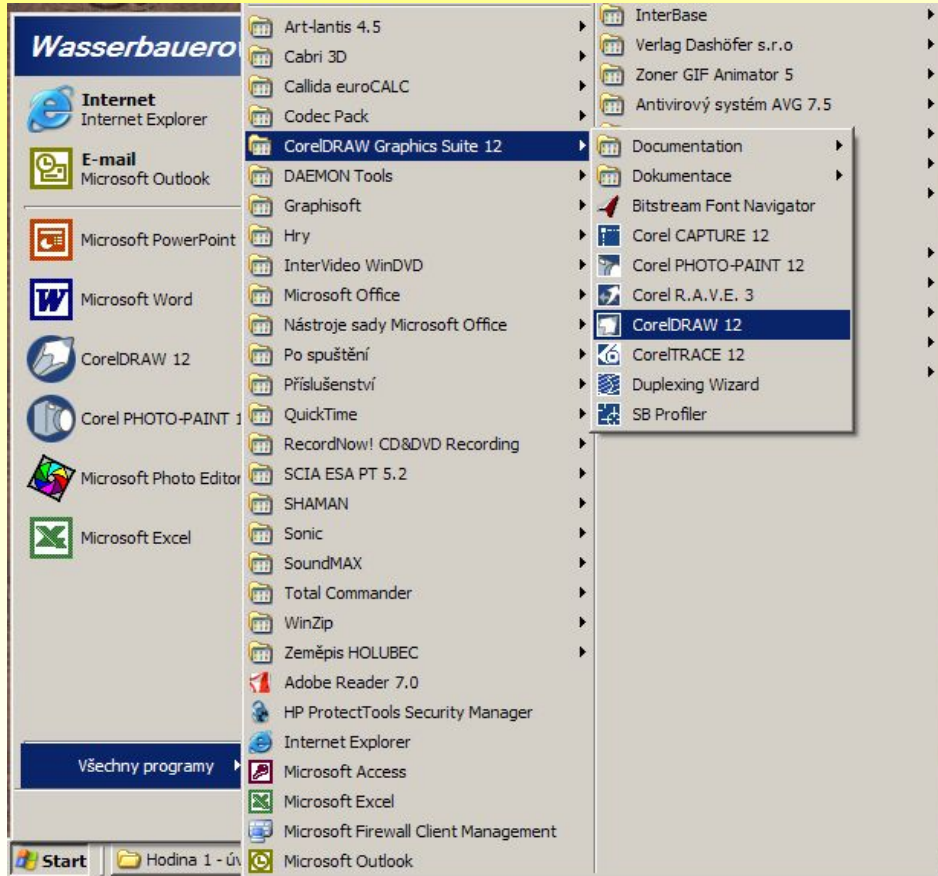 Wasserbauero
Internet
Internet Explorer
E-mail
Microsoft Outlook
Microsoft PowerPoint
Microsoft Word
CorelDRAW 12
Corel PHOTO-PAINT 1
Microsoft Photo Editor
Microsoft Excel
Všechny programy
Start
Hodina 1 - úv
Art-lantis 4.5
Cabri 3D
Callida euroCALC
Codec Pack
CorelDRAW Graphics Suite 12
DAEMON Tools
Graphisoft
Hry
InterVideo WinDVD
Microsoft Office
Nástroje sady Microsoft Office
Po spuštění
Příslušenství
QuickTime
RecordNow! CD&DVD Recording
SCIA ESA PT 5.2
SHAMAN
Sonic
SoundMAX
Total Commander
WinZip
Zeměpis HOLUBEC
Adobe Reader 7.0
HP ProtectTools Security Manager
Internet Explorer
Microsoft Access
Microsoft Excel
Microsoft Firewall Client Management
Microsoft Outlook
InterBase
Verlag Dashöfer s.r.o
Zoner GIF Animator 5
Antivirový systém AVG 7.5
Documentation
Dokumentace
Bitstream Font Navigator
Corel CAPTURE 12
Corel PHOTO-PAINT 12
Corel R.A.V.E. 3
CorelDRAW 12
CorelTRACE 12
Duplexing Wizard
SB Profiler